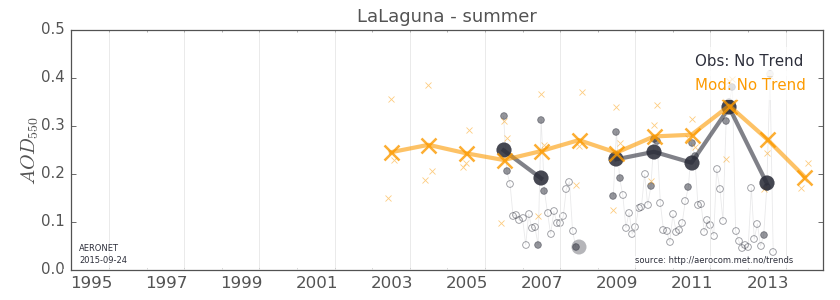 LaLaguna - summer
0.5
0.4
0.3
0.2
0.1
0.0
AOD550
Obs: No Trend
Mod: No Trend
AERONET
2015-09-24
source: http://aerocom.met.no/trends
1995 1997 1999 2001 2003 2005 2007 2009 2011 2013